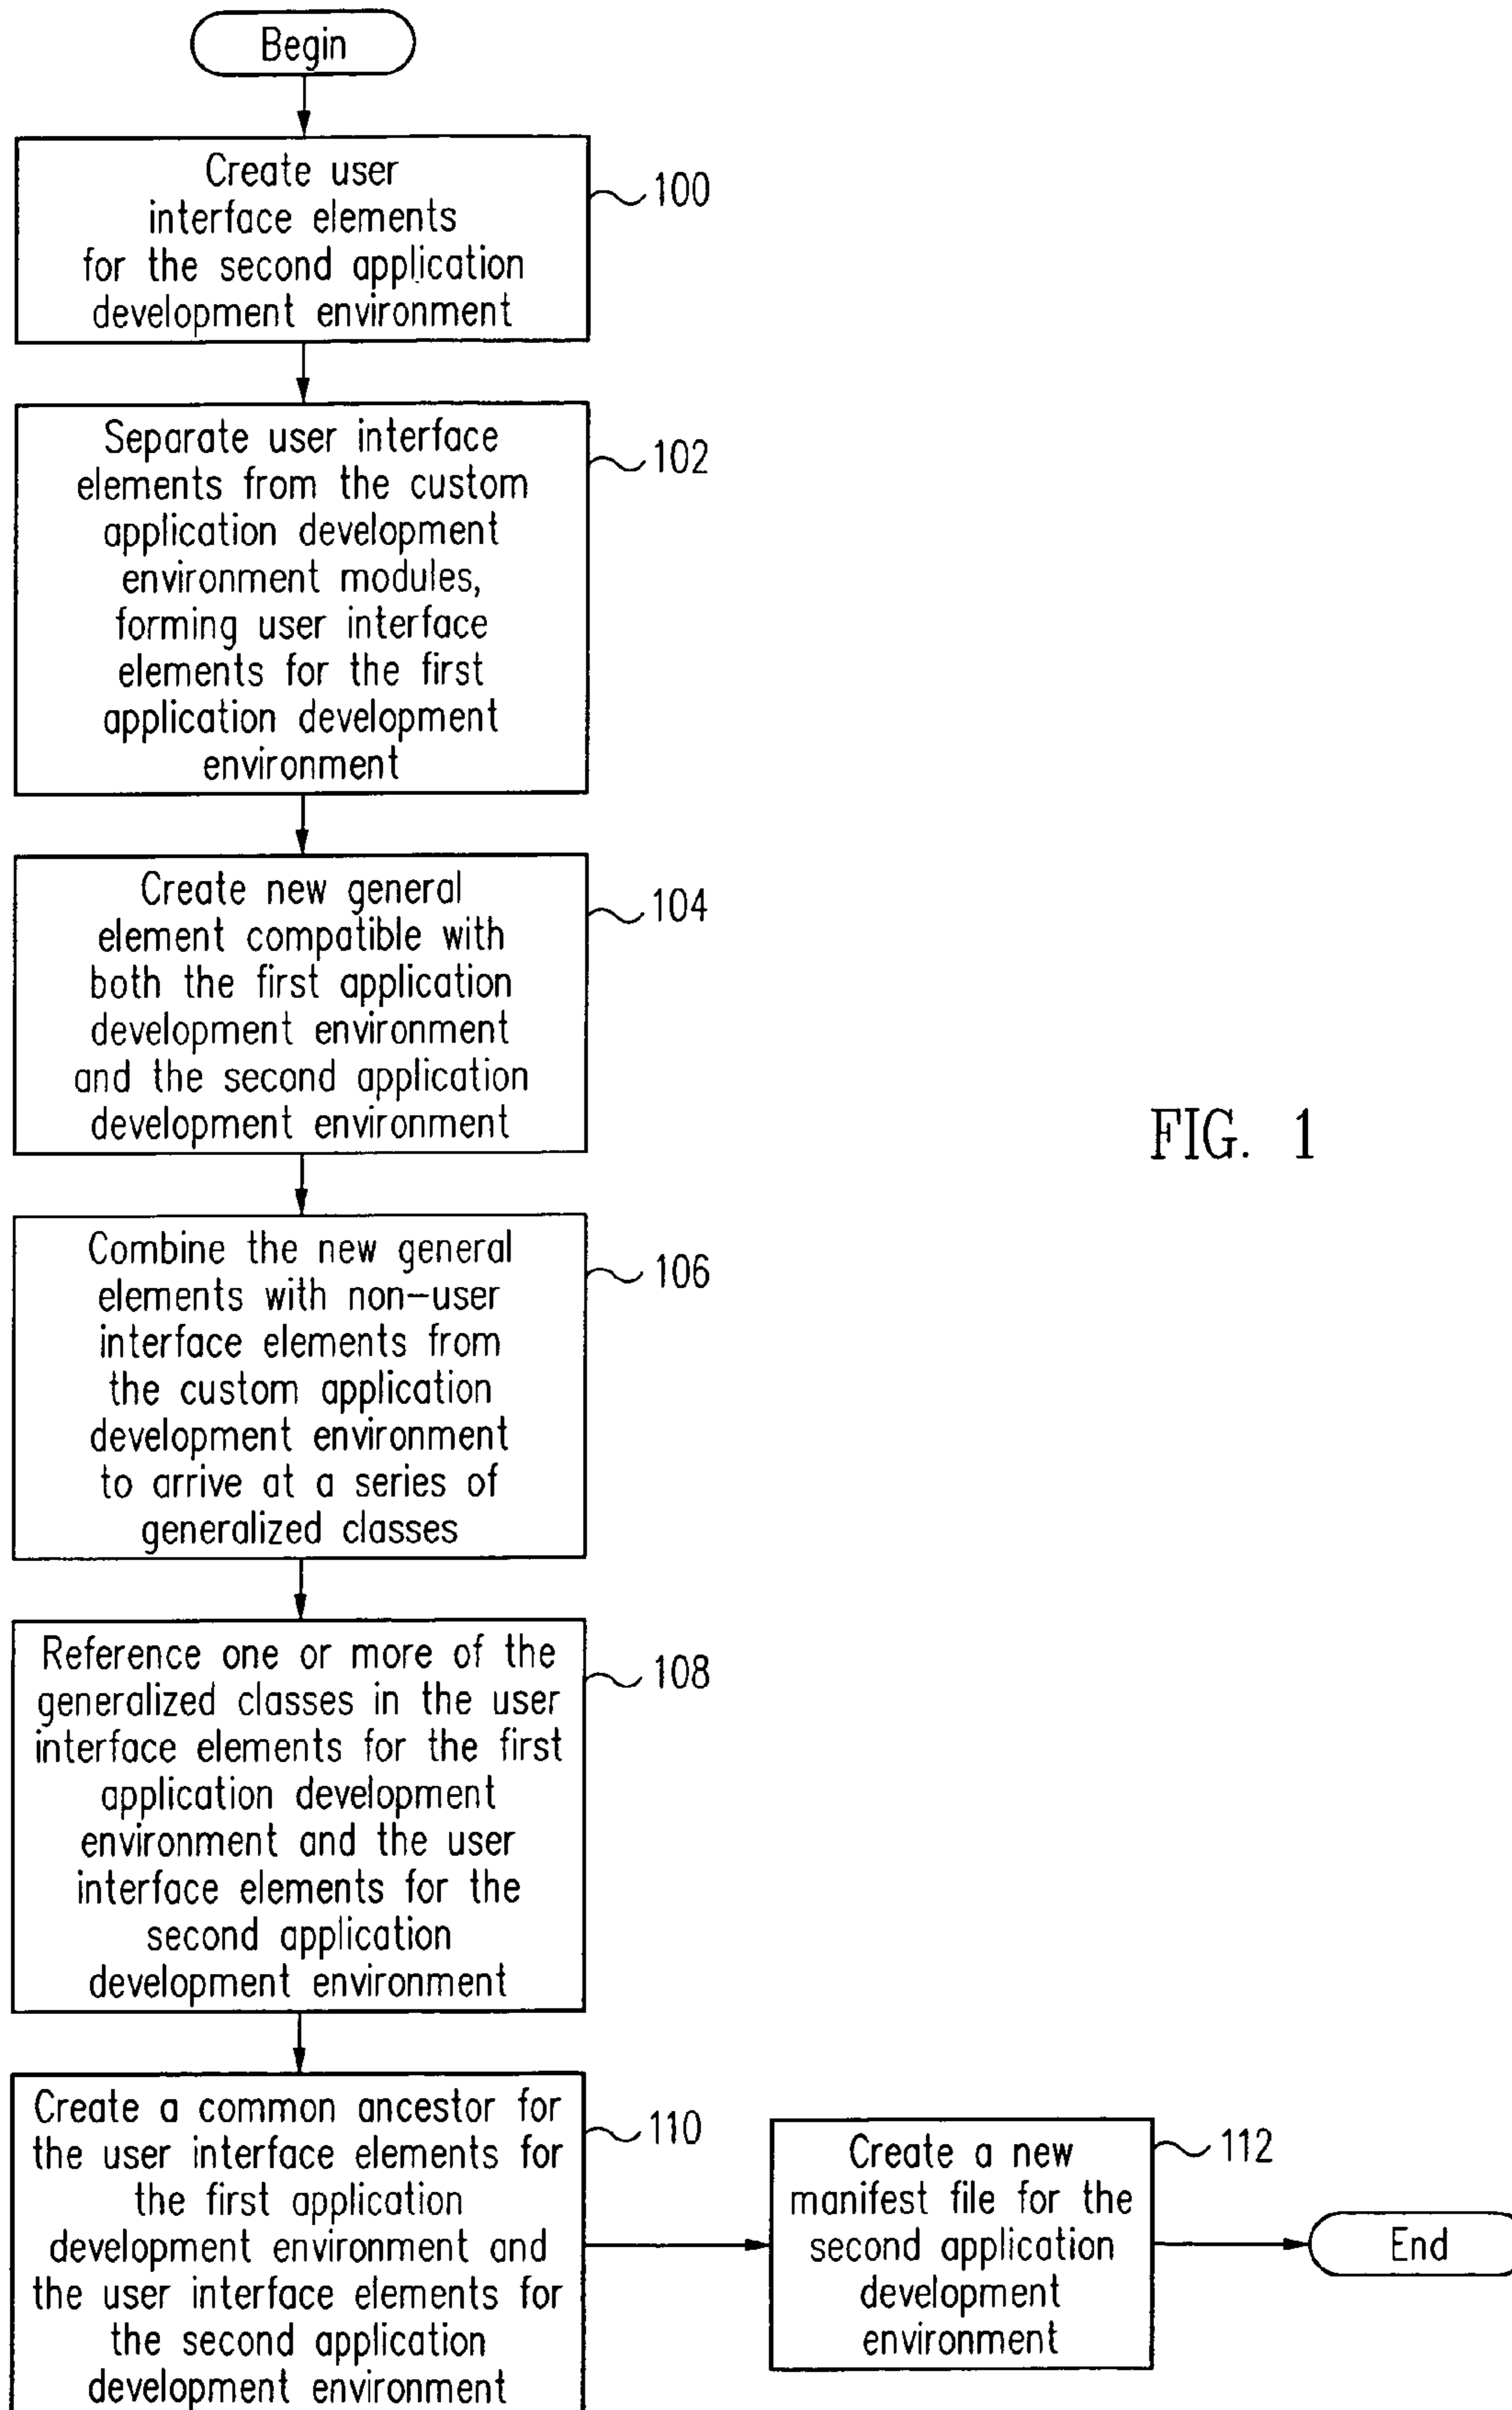 Begin
Create user
interface elements
for the second application
development environment
100
Separate user interface
elements from the custom
application development
environment modules,
forming user interface
elements for the first
application development
environment
102
Create new general
element compatible with
both the first application
development environment
and the second application
development environment
104
Combine the new general
elements with non-user
interface elements from
the custom application
development environment
to arrive at a series of
generalized classes
106
Reference one or more of the
generalized classes in the user
interface elements for the first
application development
environment and the user
interface elements for the
second application
development environment
108
Create a common ancestor for
the user interface elements for
the first application
development environment and
the user interface elements for
the second application
development environment
110
Create a new
manifest file for the
second application
development
environment
112
End
FIG. 1